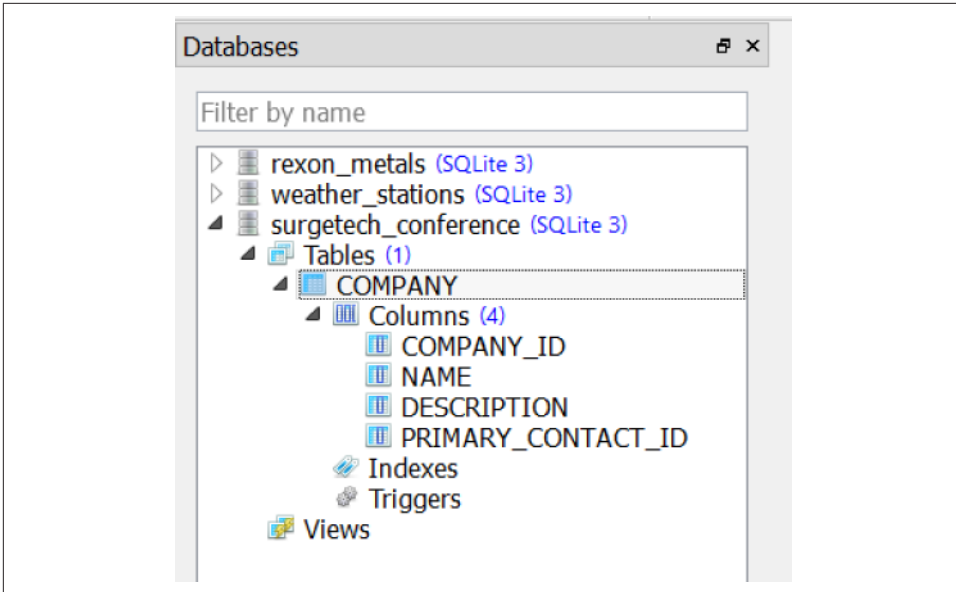 Databases
Filter by name
rexon_metals (SQLite 3)
weather_stations (SQLite 3)
surgetech_conference (SQLite 3)
Tables (1)
COMPANY
Columns (4)
COMPANY_ID
NAME
DESCRIPTION
PRIMARY_CONTACT_ID
Indexes
Triggers
Views